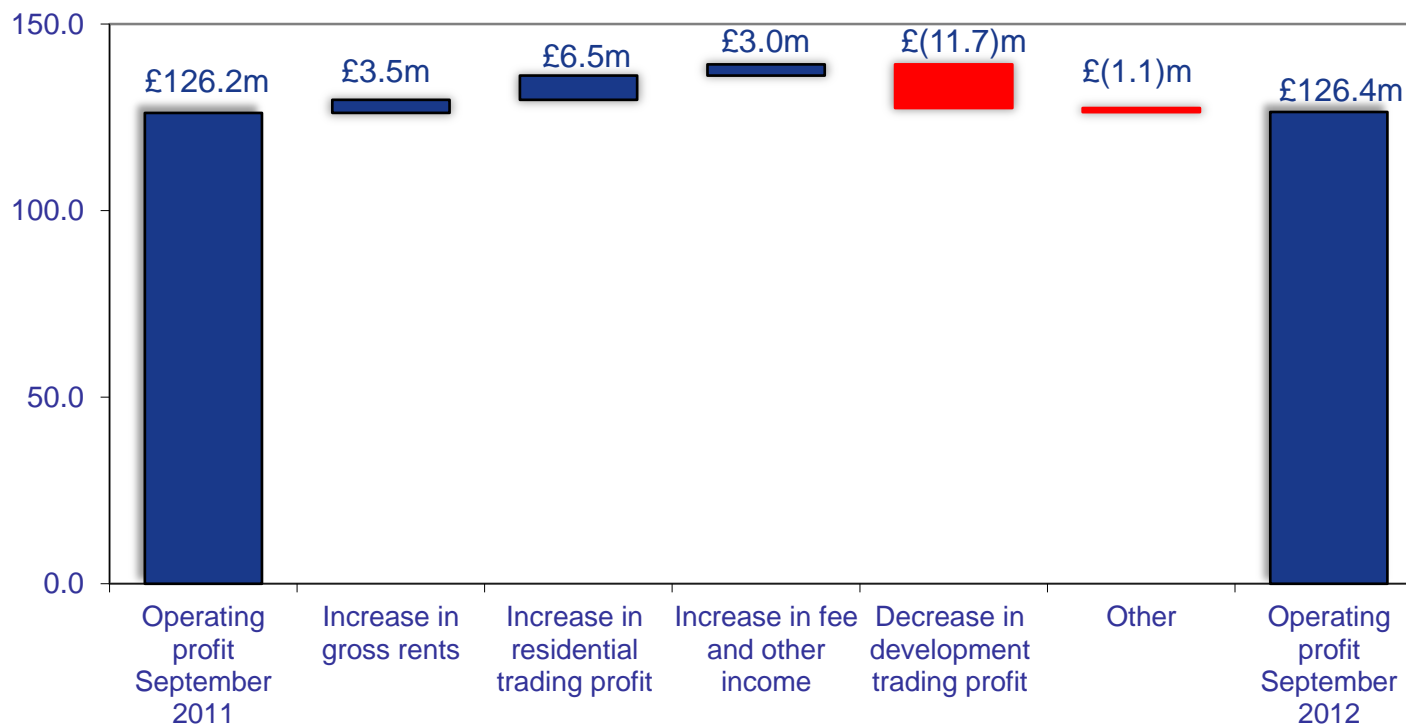 150.0
100.0
50.0
0.0
£126.2m
£3.5m
£6.5m
£3.0m
£(11.7)m
£(1.1)m
£126.4m
Operating
profit
September
2011
Increase in
gross rents
Increase in
residential
trading profit
Increase in fee
and other
income
Decrease in
development
trading profit
Other
Operating
profit
September
2012